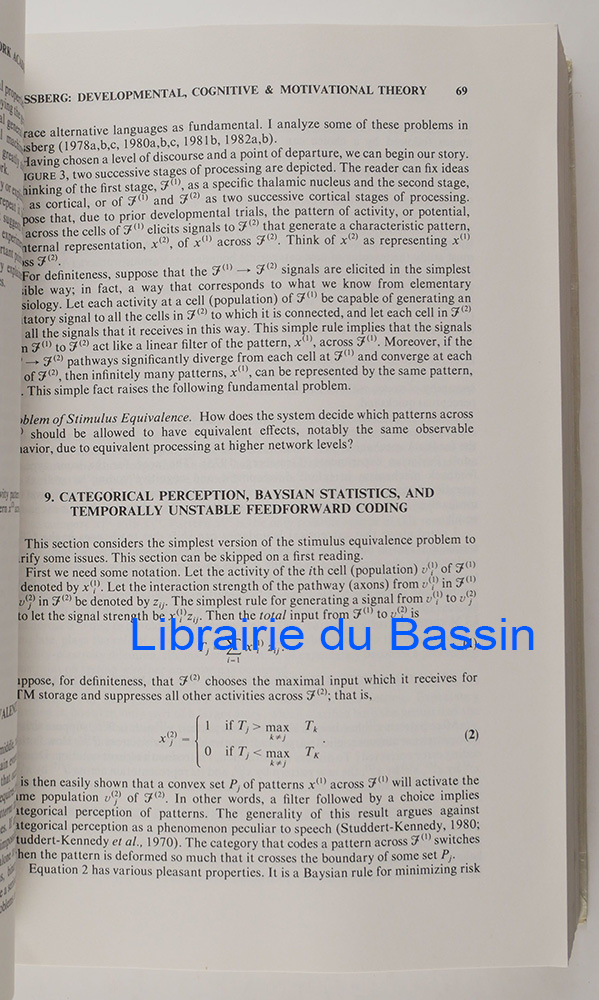 SSBERG: DEVELOPMENTAL, COGNITIVE & MOTIVATIONAL THEORY 69
race alternative languages as fundamental. I analyze some of these problems in
ssberg (1978a,b,c, 1980a,b,c, 1981b, 1982a,b).
Having chosen a level of discourse and a point of departure, we can begin our story.
IGURE 3, two successive stages of processing are depicted. The reader can fix ideas
hinking of the first stage, ℱ⁽¹⁾, as a specific thalamic nucleus and the second stage,
as cortical, or of ℱ⁽¹⁾ and ℱ⁽²⁾ as two successive cortical stages of processing.
pose that, due to prior developmental trials, the pattern of activity, or potential,
across the cells of ℱ⁽¹⁾ elicits signals to ℱ⁽²⁾ that generate a characteristic pattern,
nternal representation, x⁽²⁾, of x⁽¹⁾ across ℱ⁽²⁾. Think of x⁽²⁾ as representing x⁽¹⁾
ss ℱ⁽²⁾.
For definiteness, suppose that the ℱ⁽¹⁾ → ℱ⁽²⁾ signals are elicited in the simplest
ible way; in fact, a way that corresponds to what we know from elementary
siology. Let each activity at a cell (population) of ℱ⁽¹⁾ be capable of generating an
tatory signal to all the cells in ℱ⁽²⁾ to which it is connected, and let each cell in ℱ⁽²⁾
all the signals that it receives in this way. This simple rule implies that the signals
n ℱ⁽¹⁾ to ℱ⁽²⁾ act like a linear filter of the pattern, x⁽¹⁾, across ℱ⁽¹⁾. Moreover, if the
→ ℱ⁽²⁾ pathways significantly diverge from each cell at ℱ⁽¹⁾ and converge at each
of ℱ⁽²⁾, then infinitely many patterns, x⁽¹⁾, can be represented by the same pattern,
. This simple fact raises the following fundamental problem.
blem of Stimulus Equivalence. How does the system decide which patterns across
⁾ should be allowed to have equivalent effects, notably the same observable
avior, due to equivalent processing at higher network levels?
9. CATEGORICAL PERCEPTION, BAYSIAN STATISTICS, AND
TEMPORALLY UNSTABLE FEEDFORWARD CODING
This section considers the simplest version of the stimulus equivalence problem to
rify some issues. This section can be skipped on a first reading.
First we need some notation. Let the activity of the ith cell (population) vᵢ⁽¹⁾ of ℱ⁽¹⁾
denoted by xᵢ⁽¹⁾. Let the interaction strength of the pathway (axons) from vᵢ⁽¹⁾ in ℱ⁽¹⁾
vⱼ⁽²⁾ in ℱ⁽²⁾ be denoted by zᵢⱼ. The simplest rule for generating a signal from vᵢ⁽¹⁾ to vⱼ⁽²⁾
to let the signal strength be xᵢ⁽¹⁾zᵢⱼ. Then the total input from ℱ⁽¹⁾ to vⱼ⁽²⁾ is
Librairie du Bassin
ppose, for definiteness, that ℱ⁽²⁾ chooses the maximal input which it receives for
TM storage and suppresses all other activities across ℱ⁽²⁾; that is,
xⱼ⁽²⁾ = { 1 if Tⱼ > max k≠j Tₖ
0 if Tⱼ < max k≠j T_K . (2)
is then easily shown that a convex set Pⱼ of patterns x⁽¹⁾ across ℱ⁽¹⁾ will activate the
me population vⱼ⁽²⁾ of ℱ⁽²⁾. In other words, a filter followed by a choice implies
ategorical perception of patterns. The generality of this result argues against
ategorical perception as a phenomenon peculiar to speech (Studdert-Kennedy, 1980;
tuddert-Kennedy et al., 1970). The category that codes a pattern across ℱ⁽¹⁾ switches
hen the pattern is deformed so much that it crosses the boundary of some set Pⱼ.
Equation 2 has various pleasant properties. It is a Baysian rule for minimizing risk